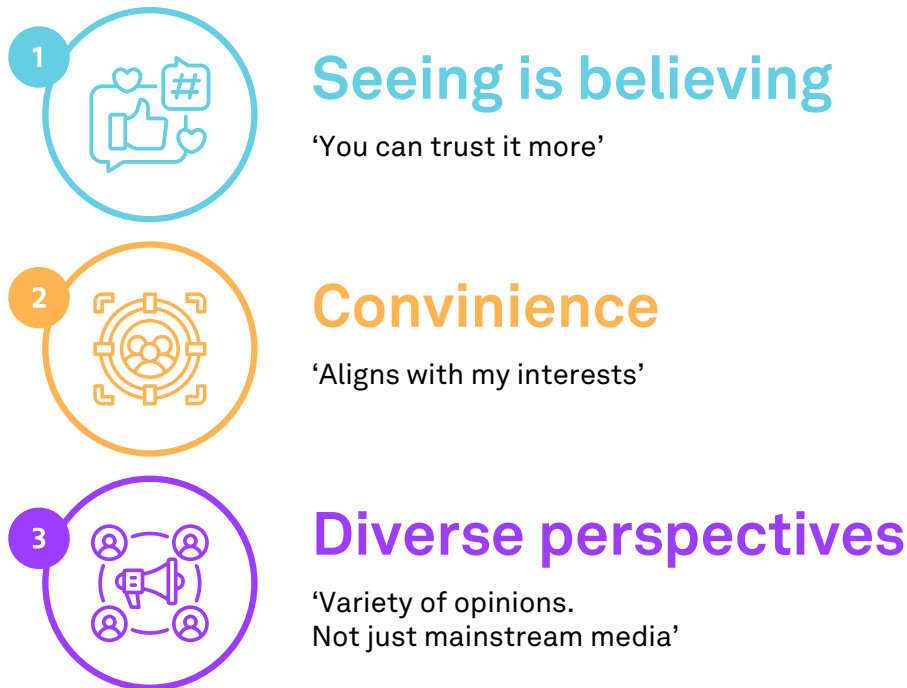 1
#
Seeing is believing
‘You can trust it more’
2
Convinience
‘Aligns with my interests’
3
Diverse perspectives
‘Variety of opinions.
Not just mainstream media’